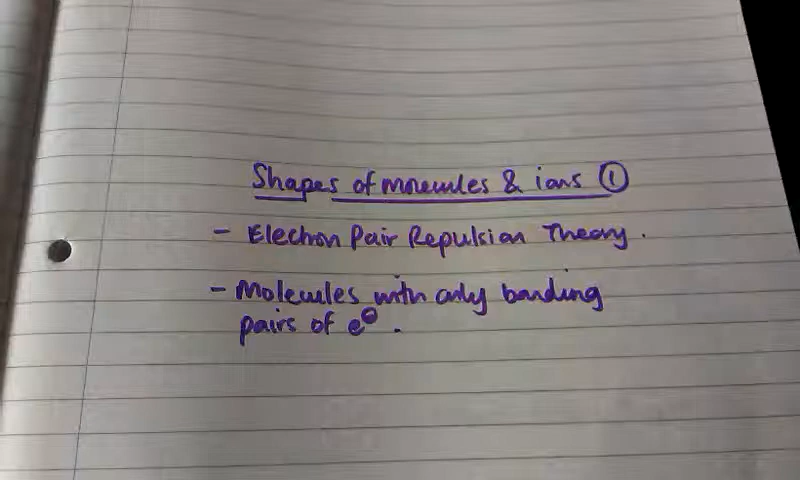 Shapes of molecules & ions ①
- Electron Pair Repulsion Theory.
- Molecules with only bonding
pairs of e⊖.